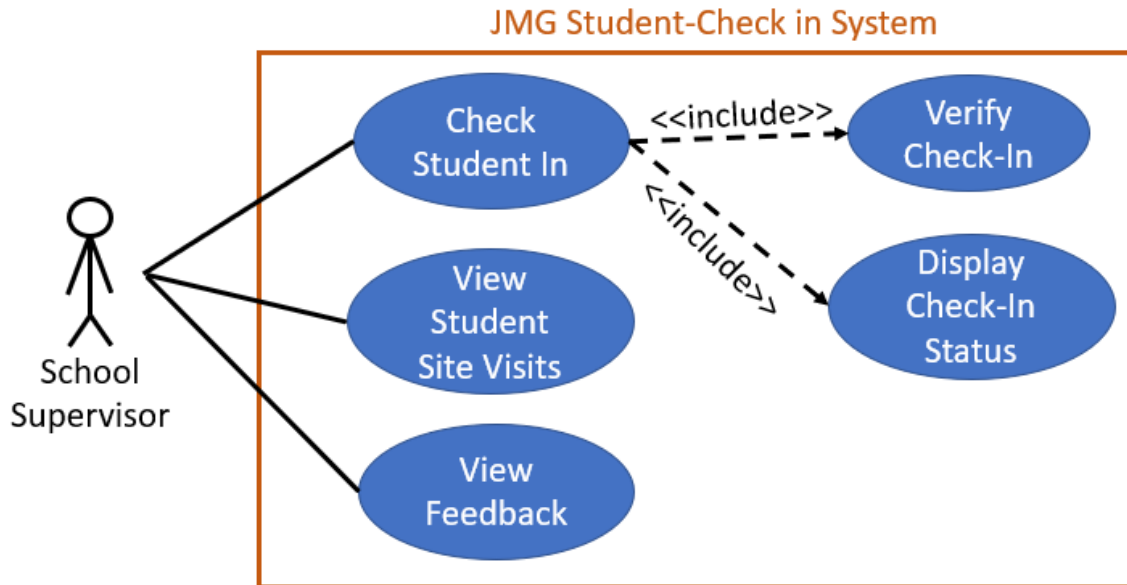 JMG Student-Check in System
Check
Student In
<<include>>
Verify
Check-In
<<include>>
Display
Check-In
Status
View
Student
Site Visits
School
Supervisor
View
Feedback